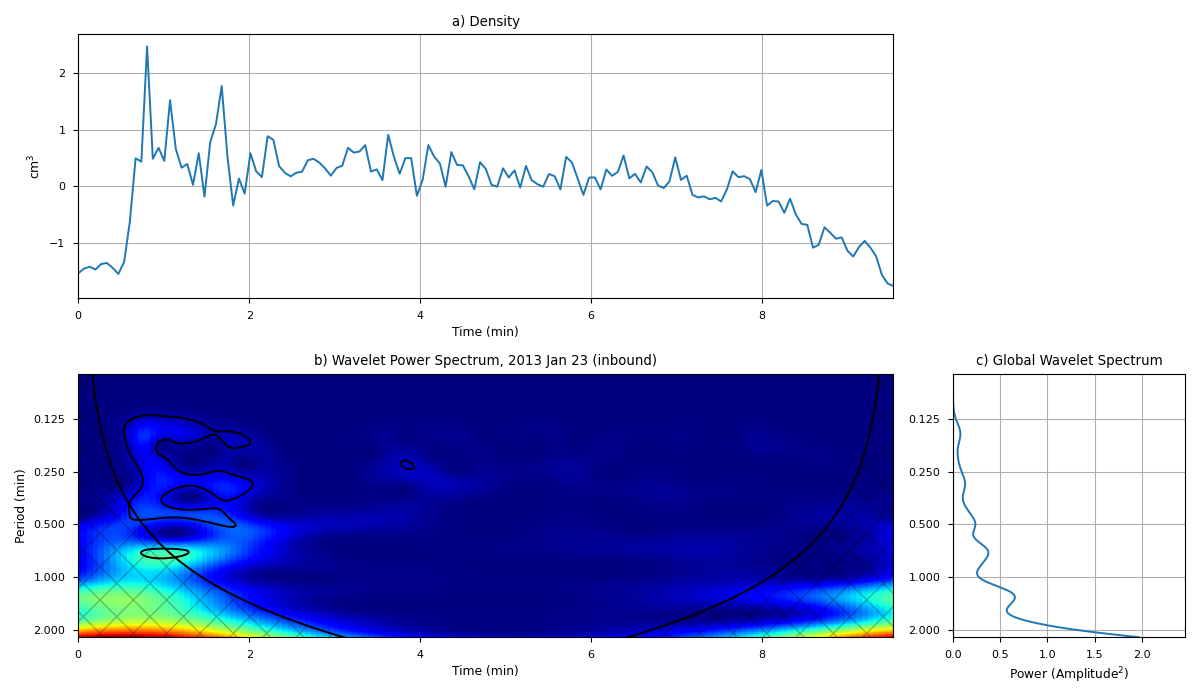 a) Density
cm³
2
1
0
−1
0 2 4 6 8
Time (min)
b) Wavelet Power Spectrum, 2013 Jan 23 (inbound)
Period (min)
0.125
0.250
0.500
1.000
2.000
0 2 4 6 8
Time (min)
c) Global Wavelet Spectrum
0.125
0.250
0.500
1.000
2.000
0.0 0.5 1.0 1.5 2.0
Power (Amplitude²)